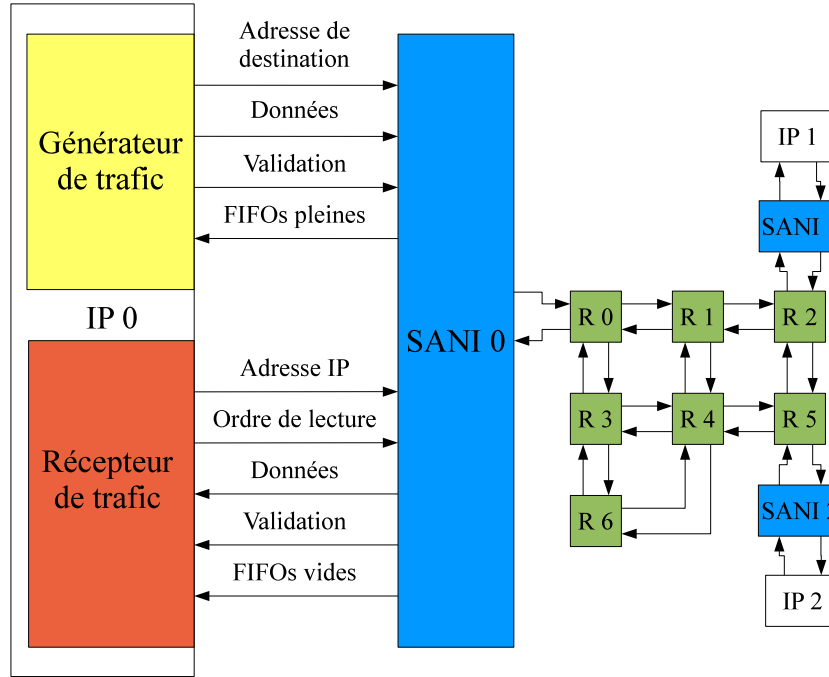 Adresse de
destination
Données
Validation
FIFOs pleines
Générateur
de trafic
IP 0
Adresse IP
Ordre de lecture
Données
Validation
FIFOs vides
Récepteur
de trafic
SANI 0
R 0
R 1
R 2
R 3
R 4
R 5
R 6
IP 1
SANI
SANI 2
IP 2